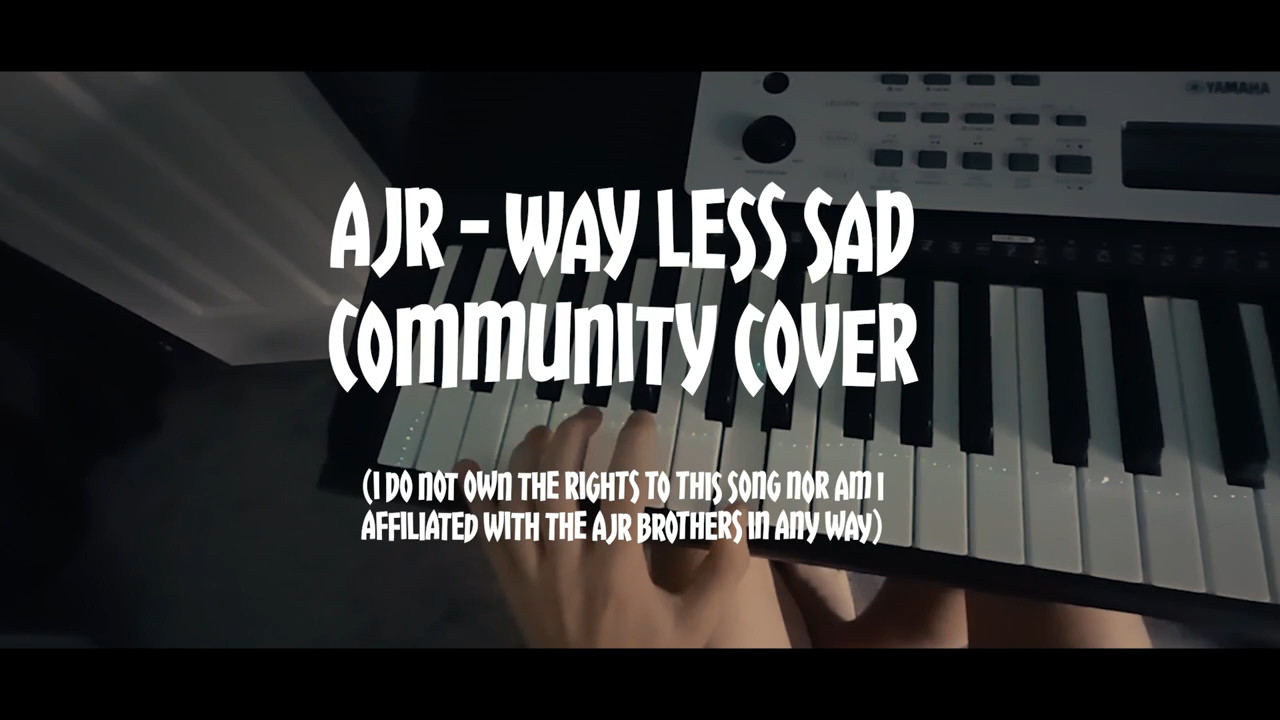 YAMAHA
AJR - WAY LESS SAD
COMMUNITY COVER
(I DO NOT OWN THE RIGHTS TO THIS SONG NOR AM I
AFFILIATED WITH THE AJR BROTHERS IN ANY WAY)